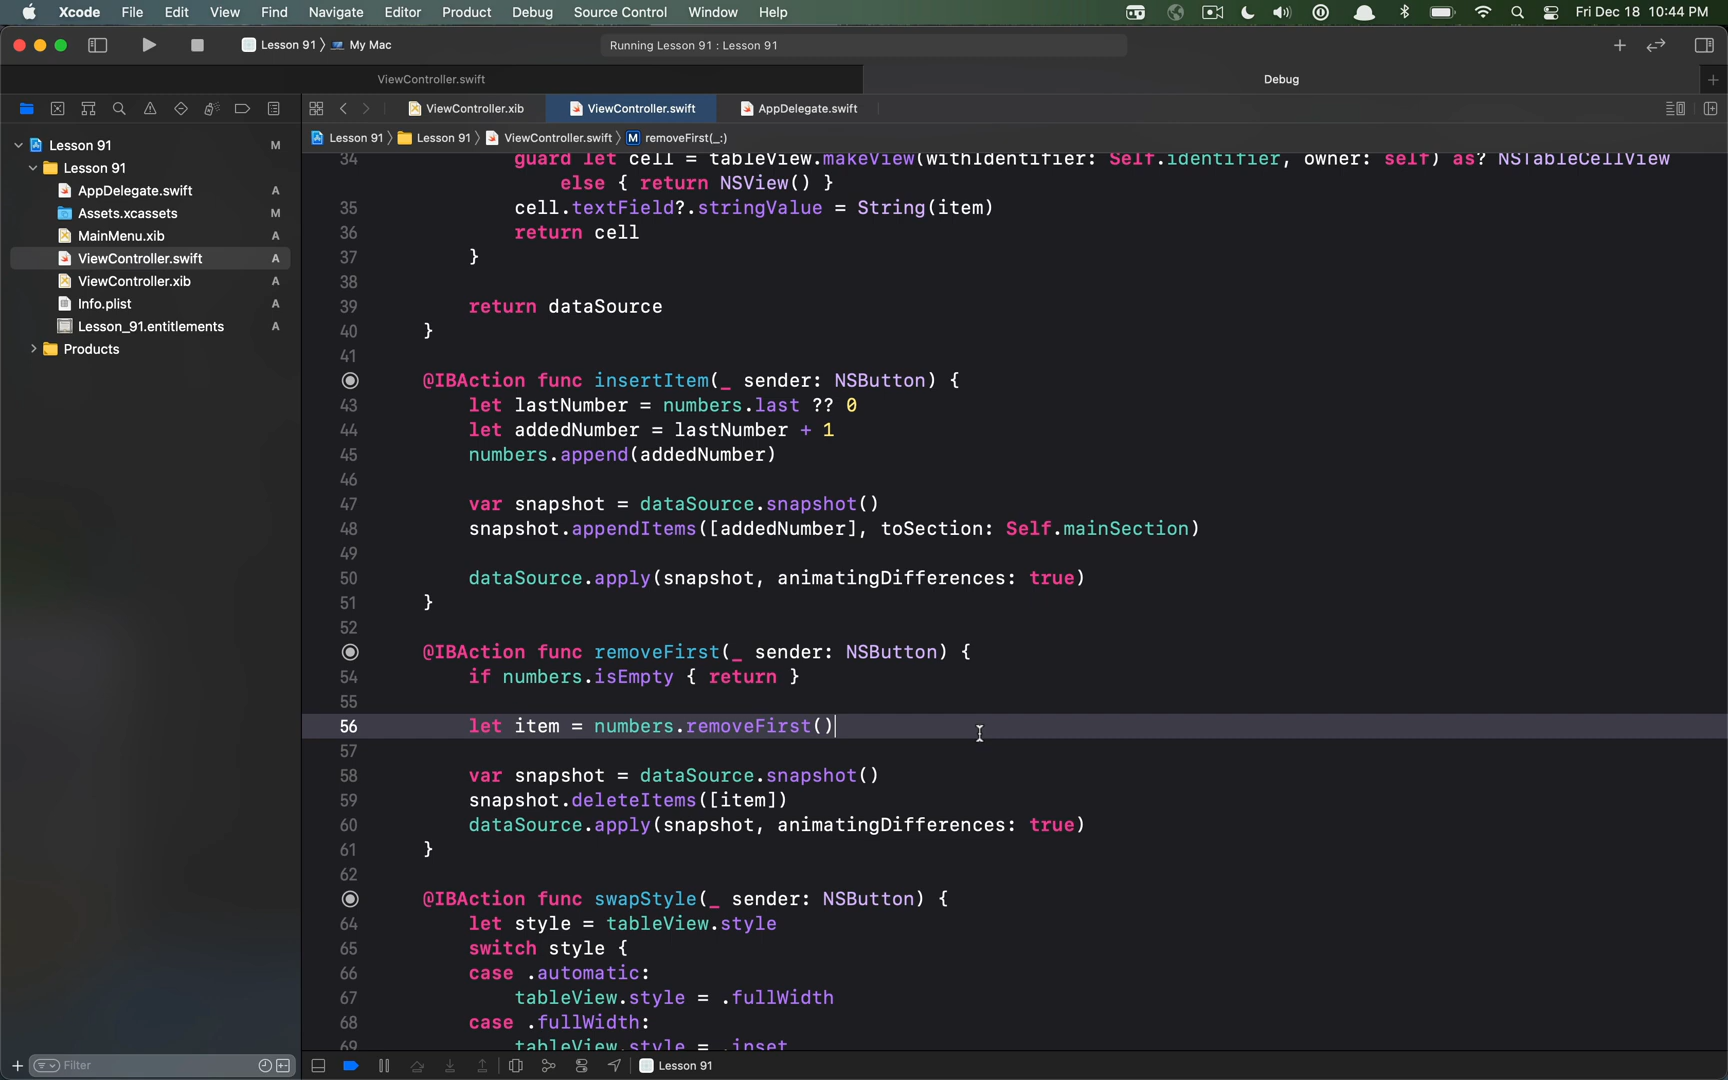 Xcode File Edit View Find Navigate Editor Product Debug Source Control Window Help Fri Dec 18 10:44 PM
Lesson 91 〉 My Mac Running Lesson 91 : Lesson 91
ViewController.swift Debug
ViewController.xib ViewController.swift AppDelegate.swift
Lesson 91 〉 Lesson 91 〉 ViewController.swift 〉 M removeFirst(_:)
Lesson 91 M
Lesson 91
AppDelegate.swift A
Assets.xcassets M
MainMenu.xib A
ViewController.swift A
ViewController.xib A
Info.plist A
Lesson_91.entitlements A
Products
34 guard let cell = tableView.makeView(withIdentifier: Self.identifier, owner: self) as? NSTableCellView
else { return NSView() }
35 cell.textField?.stringValue = String(item)
36 return cell
37 }
38
39 return dataSource
40 }
41
@IBAction func insertItem(_ sender: NSButton) {
43 let lastNumber = numbers.last ?? 0
44 let addedNumber = lastNumber + 1
45 numbers.append(addedNumber)
46
47 var snapshot = dataSource.snapshot()
48 snapshot.appendItems([addedNumber], toSection: Self.mainSection)
49
50 dataSource.apply(snapshot, animatingDifferences: true)
51 }
52
@IBAction func removeFirst(_ sender: NSButton) {
54 if numbers.isEmpty { return }
55
56 let item = numbers.removeFirst()
57
58 var snapshot = dataSource.snapshot()
59 snapshot.deleteItems([item])
60 dataSource.apply(snapshot, animatingDifferences: true)
61 }
62
@IBAction func swapStyle(_ sender: NSButton) {
64 let style = tableView.style
65 switch style {
66 case .automatic:
67 tableView.style = .fullWidth
68 case .fullWidth:
69 tableView.style = .inset
Filter Lesson 91